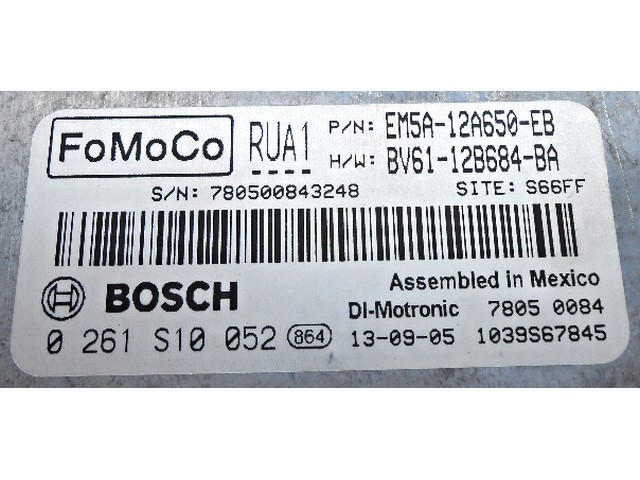 FoMoCo RUA1 P/N: EM5A-12A650-EB
H/W: BV61-12B684-BA
S/N: 780500843248 SITE: S66FF
BOSCH Assembled in Mexico
DI-Motronic 7805 0084
0 261 S10 052 864 13-09-05 1039S67845